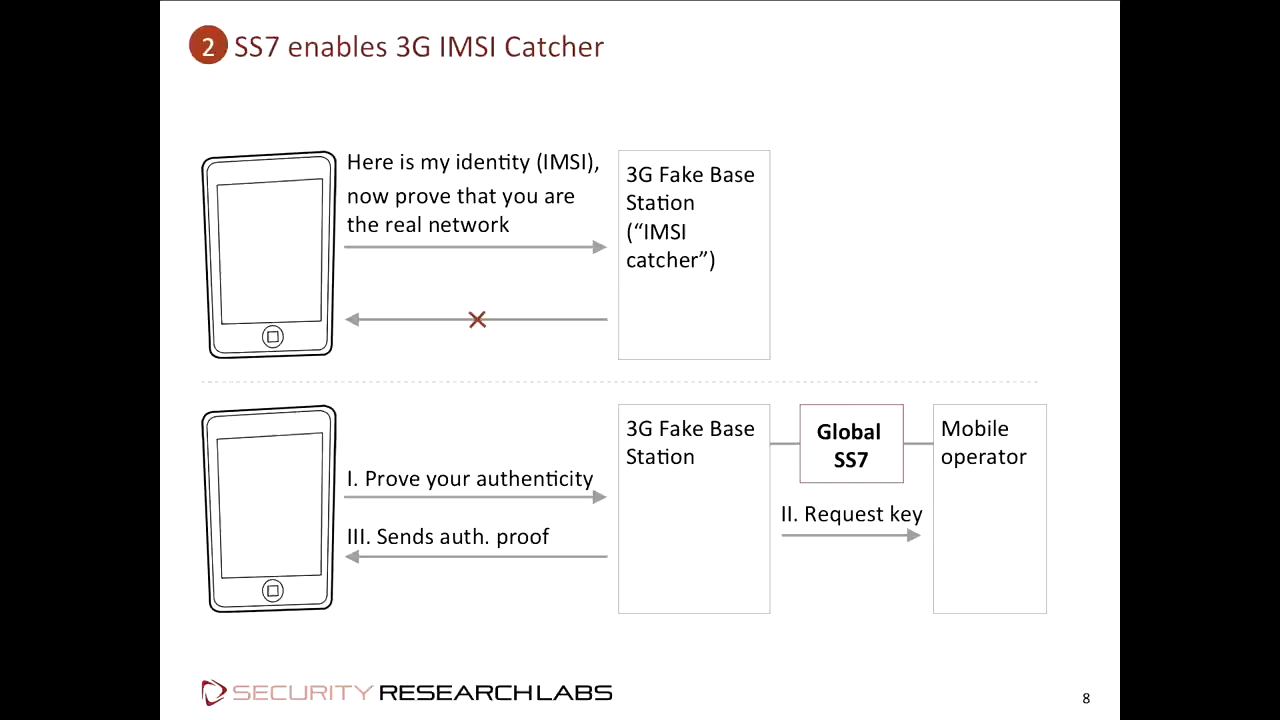 2 SS7 enables 3G IMSI Catcher
Here is my identity (IMSI),
now prove that you are
the real network
3G Fake Base
Station
(“IMSI
catcher”)
3G Fake Base
Station
Global
SS7
Mobile
operator
I. Prove your authenticity
II. Request key
III. Sends auth. proof
SECURITY RESEARCH LABS
8